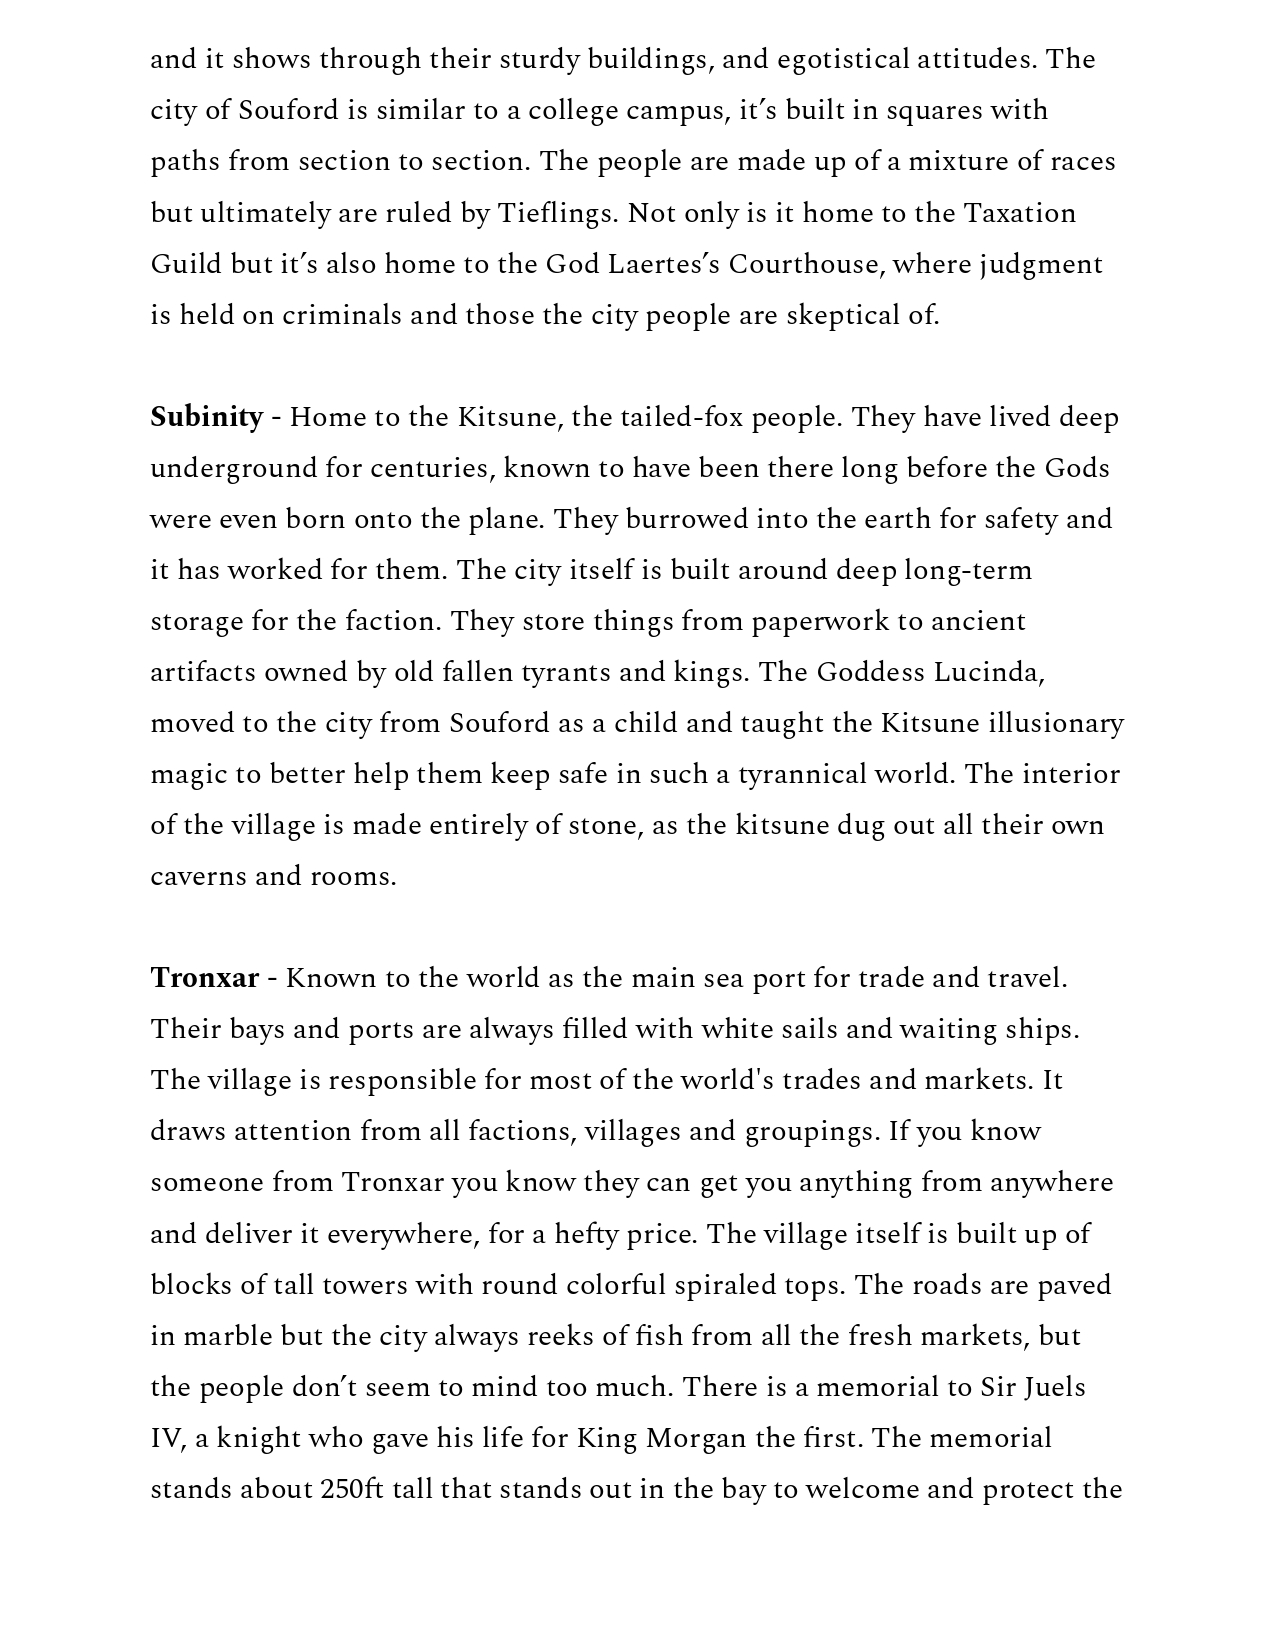 and it shows through their sturdy buildings, and egotistical attitudes. The
city of Souford is similar to a college campus, it’s built in squares with
paths from section to section. The people are made up of a mixture of races
but ultimately are ruled by Tieflings. Not only is it home to the Taxation
Guild but it’s also home to the God Laertes’s Courthouse, where judgment
is held on criminals and those the city people are skeptical of.
Subinity - Home to the Kitsune, the tailed-fox people. They have lived deep
underground for centuries, known to have been there long before the Gods
were even born onto the plane. They burrowed into the earth for safety and
it has worked for them. The city itself is built around deep long-term
storage for the faction. They store things from paperwork to ancient
artifacts owned by old fallen tyrants and kings. The Goddess Lucinda,
moved to the city from Souford as a child and taught the Kitsune illusionary
magic to better help them keep safe in such a tyrannical world. The interior
of the village is made entirely of stone, as the kitsune dug out all their own
caverns and rooms.
Tronxar - Known to the world as the main sea port for trade and travel.
Their bays and ports are always filled with white sails and waiting ships.
The village is responsible for most of the world's trades and markets. It
draws attention from all factions, villages and groupings. If you know
someone from Tronxar you know they can get you anything from anywhere
and deliver it everywhere, for a hefty price. The village itself is built up of
blocks of tall towers with round colorful spiraled tops. The roads are paved
in marble but the city always reeks of fish from all the fresh markets, but
the people don’t seem to mind too much. There is a memorial to Sir Juels
IV, a knight who gave his life for King Morgan the first. The memorial
stands about 250ft tall that stands out in the bay to welcome and protect the